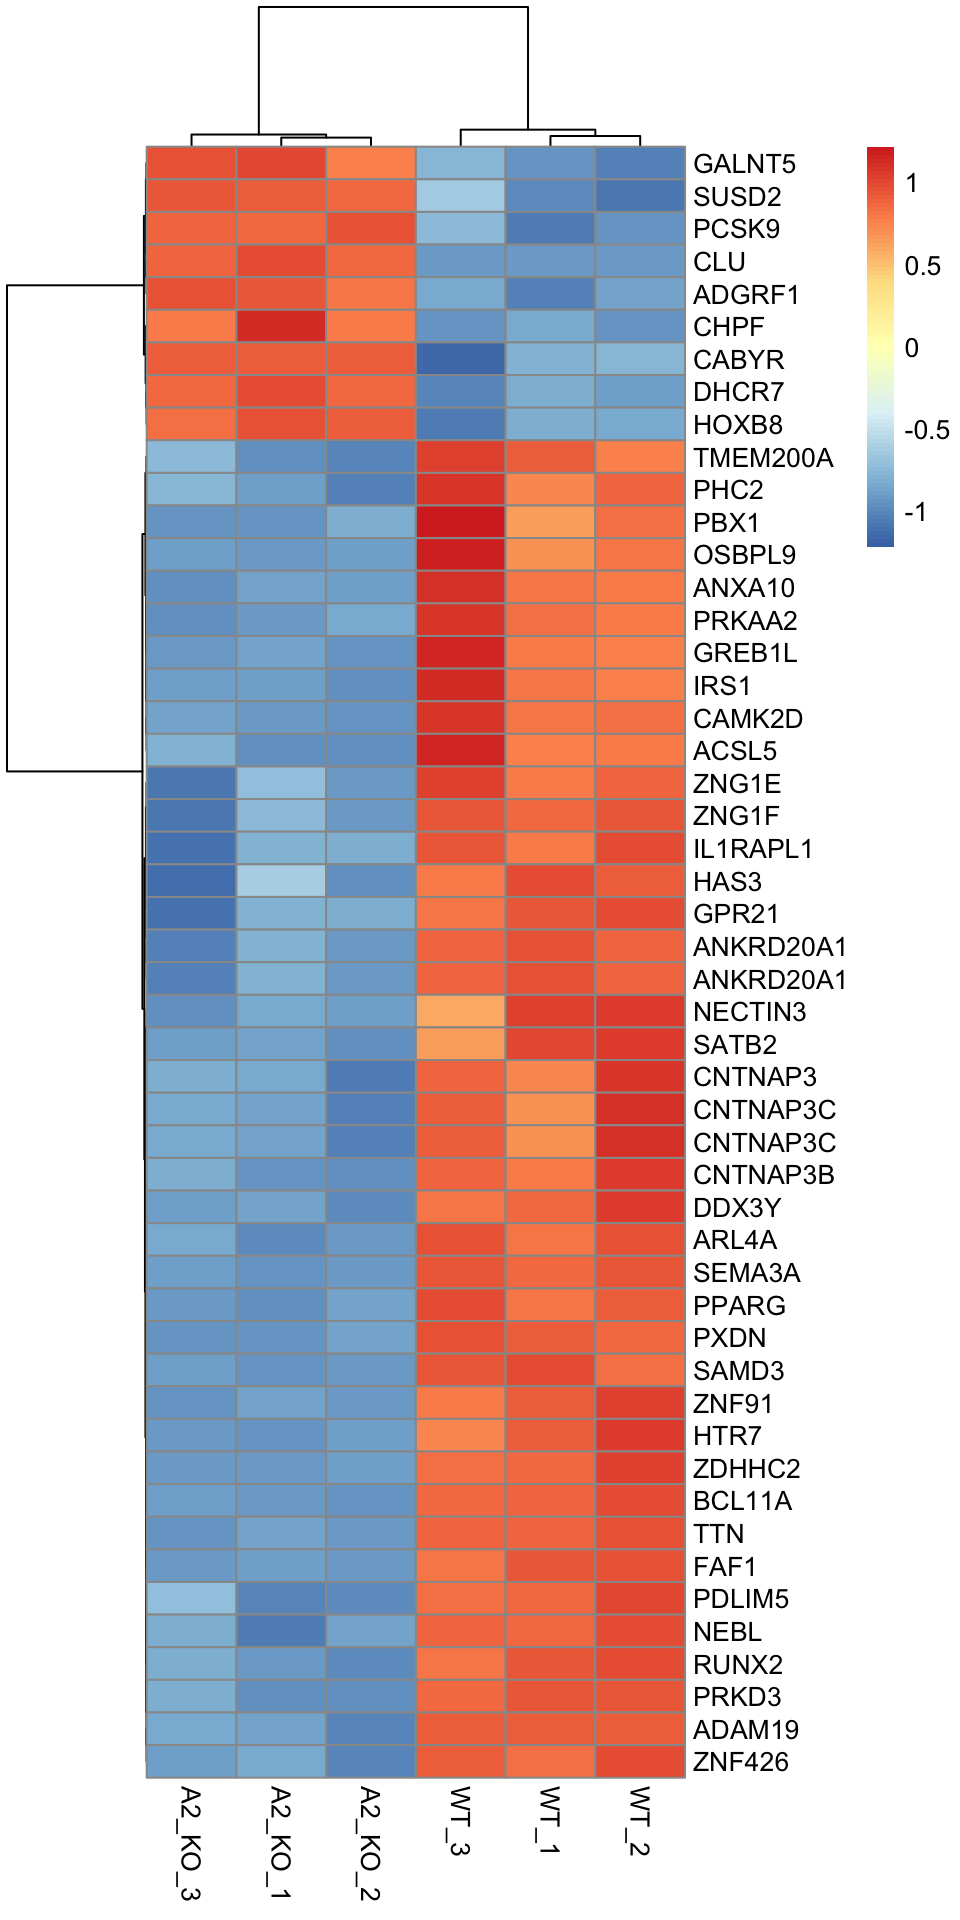 GALNT5
SUSD2
PCSK9
CLU
ADGRF1
CHPF
CABYR
DHCR7
HOXB8
TMEM200A
PHC2
PBX1
OSBPL9
ANXA10
PRKAA2
GREB1L
IRS1
CAMK2D
ACSL5
ZNG1E
ZNG1F
IL1RAPL1
HAS3
GPR21
ANKRD20A1
ANKRD20A1
NECTIN3
SATB2
CNTNAP3
CNTNAP3C
CNTNAP3C
CNTNAP3B
DDX3Y
ARL4A
SEMA3A
PPARG
PXDN
SAMD3
ZNF91
HTR7
ZDHHC2
BCL11A
TTN
FAF1
PDLIM5
NEBL
RUNX2
PRKD3
ADAM19
ZNF426
A2_KO_3
A2_KO_1
A2_KO_2
WT_3
WT_1
WT_2
1
0.5
0
-0.5
-1